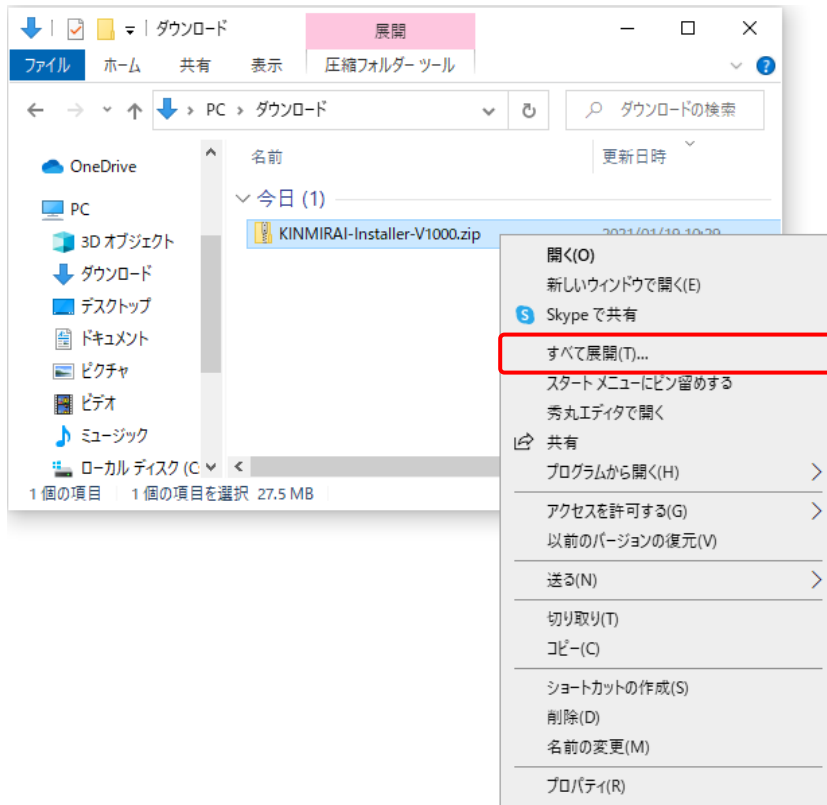 ダウンロード
展開
ファイル ホーム 共有 表示 圧縮フォルダー ツール
PC ダウンロード
ダウンロードの検索
名前 更新日時
OneDrive
PC
3D オブジェクト
ダウンロード
デスクトップ
ドキュメント
ピクチャ
ビデオ
ミュージック
ローカル ディスク (C
今日 (1)
KINMIRAI-Installer-V1000.zip
1 個の項目 1 個の項目を選択 27.5 MB
開く(O)
新しいウィンドウで開く(E)
Skype で共有
すべて展開(T)...
スタート メニューにピン留めする
秀丸エディタで開く
共有
プログラムから開く(H)
アクセスを許可する(G)
以前のバージョンの復元(V)
送る(N)
切り取り(T)
コピー(C)
ショートカットの作成(S)
削除(D)
名前の変更(M)
プロパティ(R)